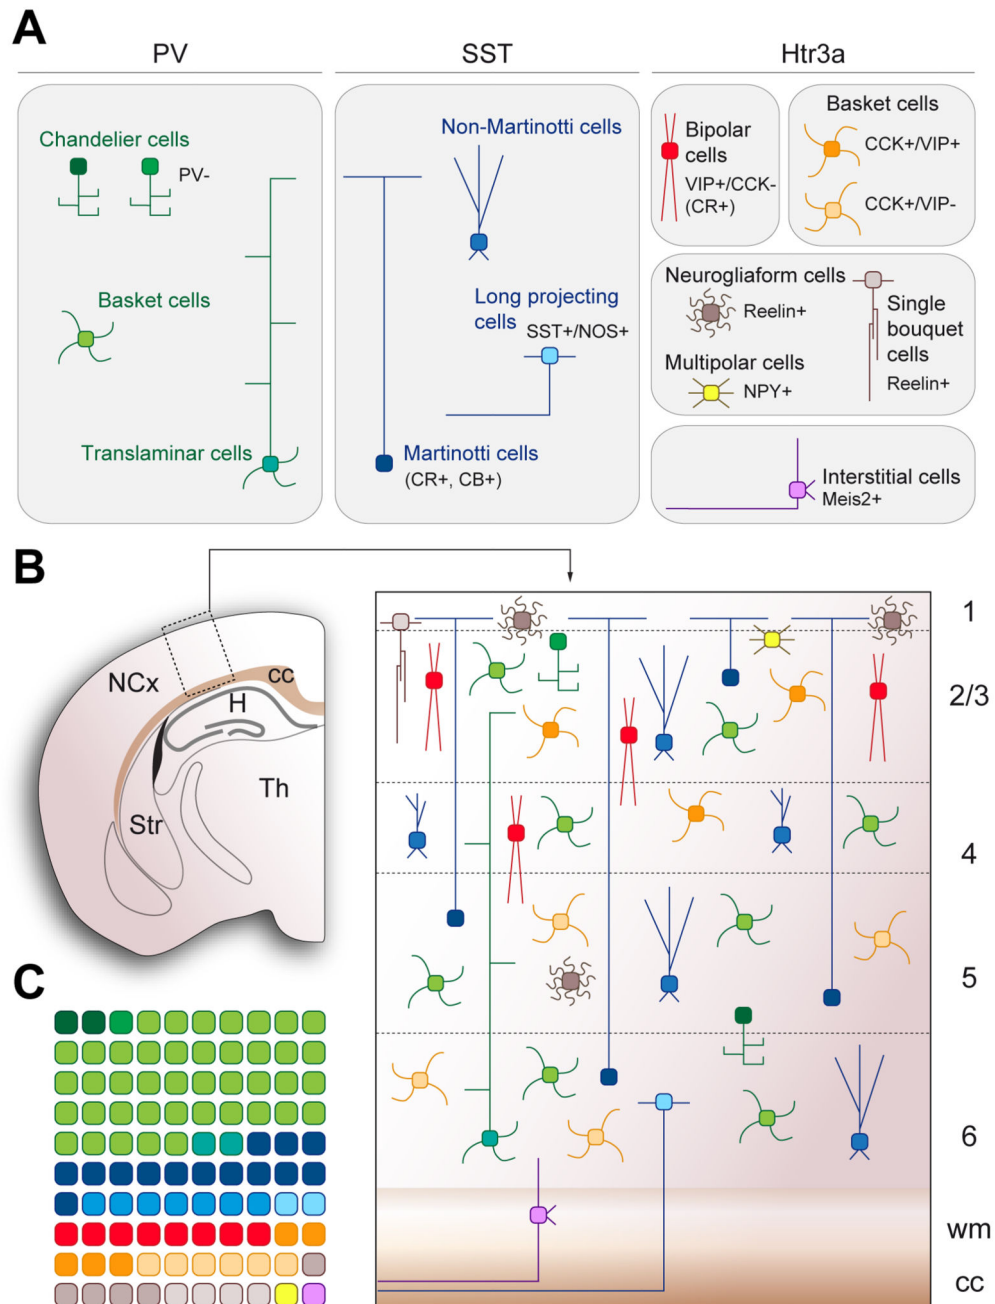 A
PV
SST
Htr3a
Chandelier cells
PV-
Basket cells
Translaminar cells
Non-Martinotti cells
Long projecting
cells
SST+/NOS+
Martinotti cells
(CR+, CB+)
Bipolar
cells
VIP+/CCK-
(CR+)
Basket cells
CCK+/VIP+
CCK+/VIP-
Neurogliaform cells
Reelin+
Multipolar cells
NPY+
Single
bouquet
cells
Reelin+
Interstitial cells
Meis2+
B
NCx
cc
H
Th
Str
1
2/3
4
5
6
wm
cc
C